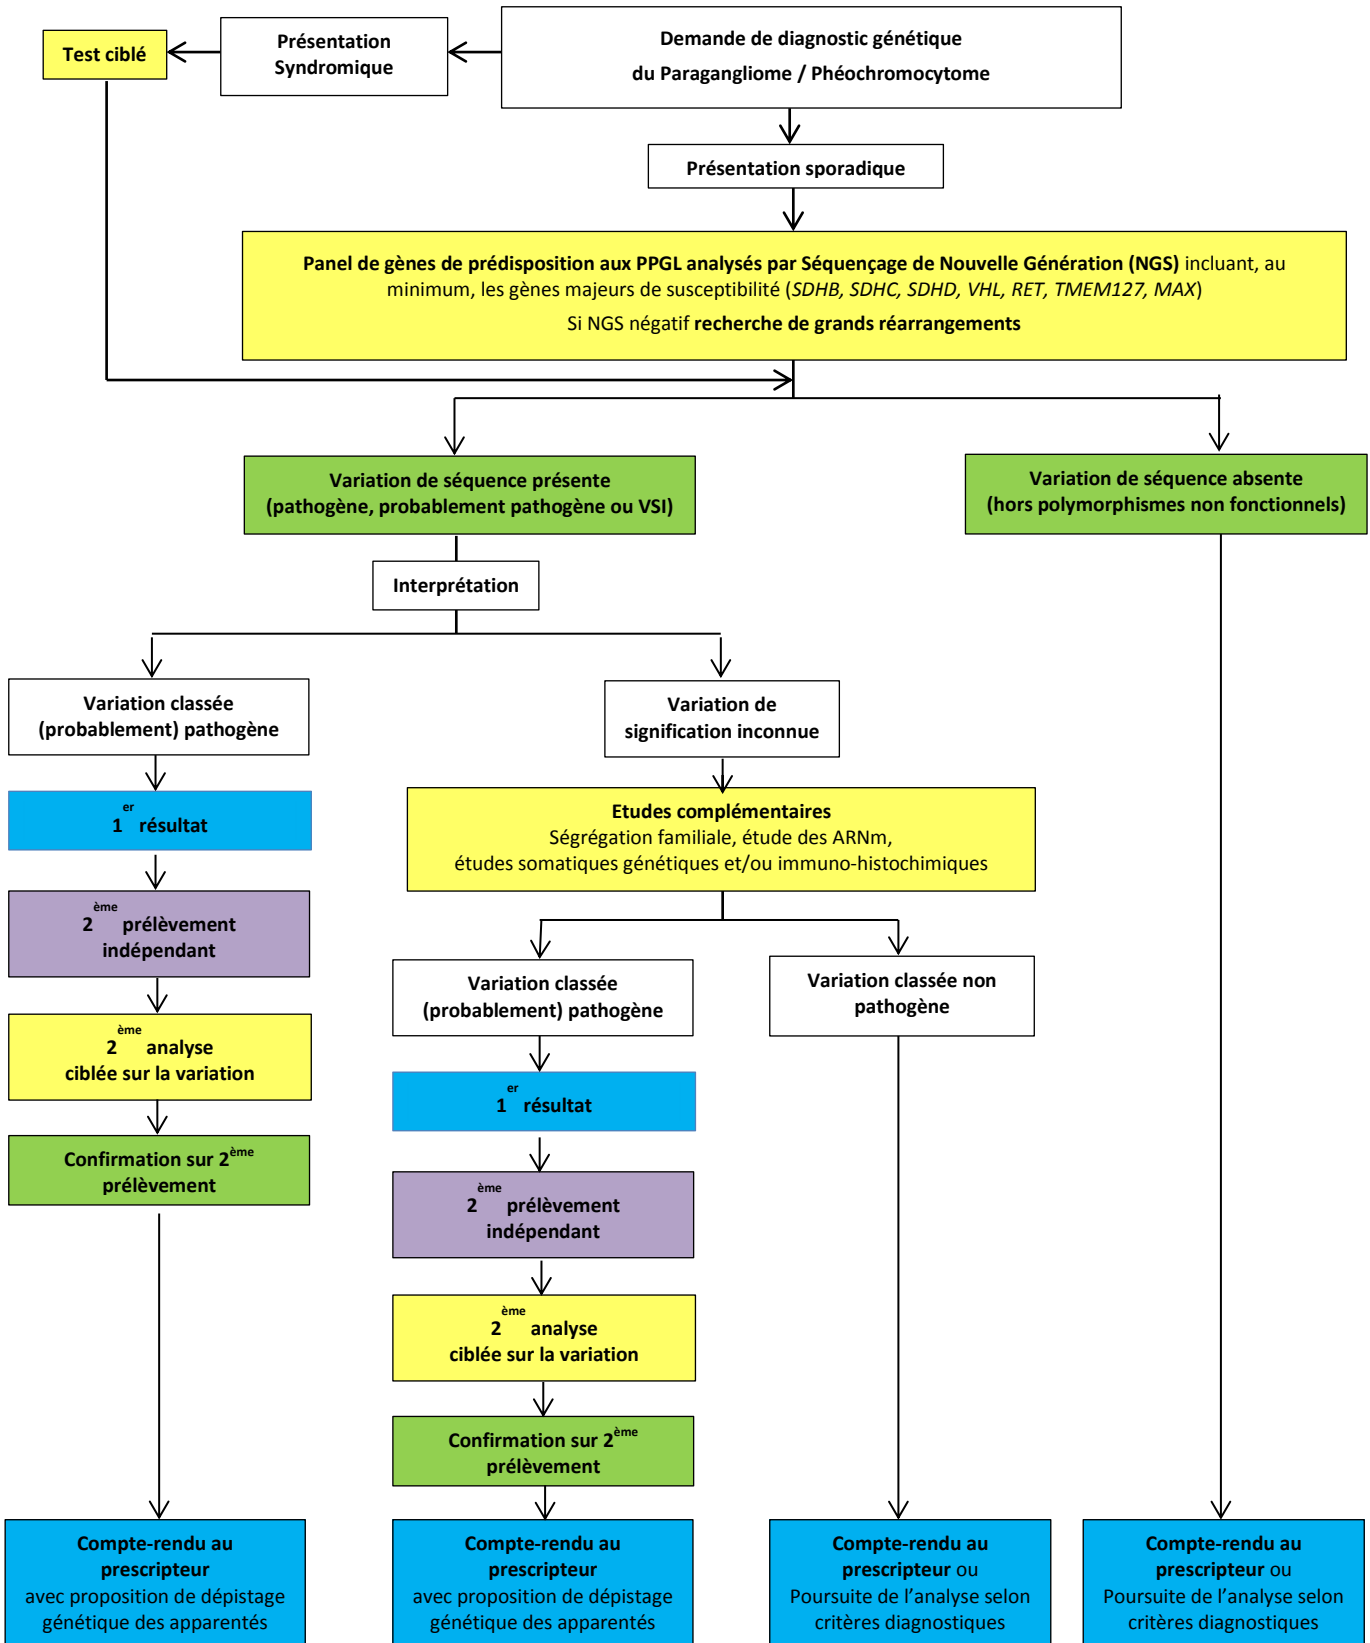 Demande de diagnostic génétique
du Paragangliome / Phéochromocytome
Présentation
Syndromique
Test ciblé
Présentation sporadique
Panel de gènes de prédisposition aux PPGL analysés par Séquençage de Nouvelle Génération (NGS) incluant, au
minimum, les gènes majeurs de susceptibilité (SDHB, SDHC, SDHD, VHL, RET, TMEM127, MAX)
Si NGS négatif recherche de grands réarrangements
Variation de séquence présente
(pathogène, probablement pathogène ou VSI)
Variation de séquence absente
(hors polymorphismes non fonctionnels)
Interprétation
Variation classée
(probablement) pathogène
Variation de
signification inconnue
1er résultat
2ème prélèvement
indépendant
2ème analyse
ciblée sur la variation
Confirmation sur 2ème
prélèvement
Etudes complémentaires
Ségrégation familiale, étude des ARNm,
études somatiques génétiques et/ou immuno-histochimiques
Variation classée
(probablement) pathogène
Variation classée non
pathogène
1er résultat
2ème prélèvement
indépendant
2ème analyse
ciblée sur la variation
Confirmation sur 2ème
prélèvement
Compte-rendu au
prescripteur
avec proposition de dépistage
génétique des apparentés
Compte-rendu au
prescripteur
avec proposition de dépistage
génétique des apparentés
Compte-rendu au
prescripteur ou
Poursuite de l'analyse selon
critères diagnostiques
Compte-rendu au
prescripteur ou
Poursuite de l'analyse selon
critères diagnostiques